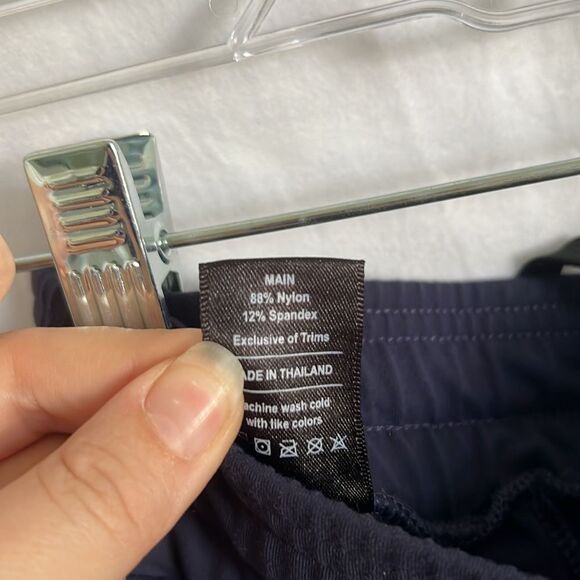 MAIN
88% Nylon
12% Spandex
Exclusive of Trims
ADE IN THAILAND
achine wash cold
with like colors